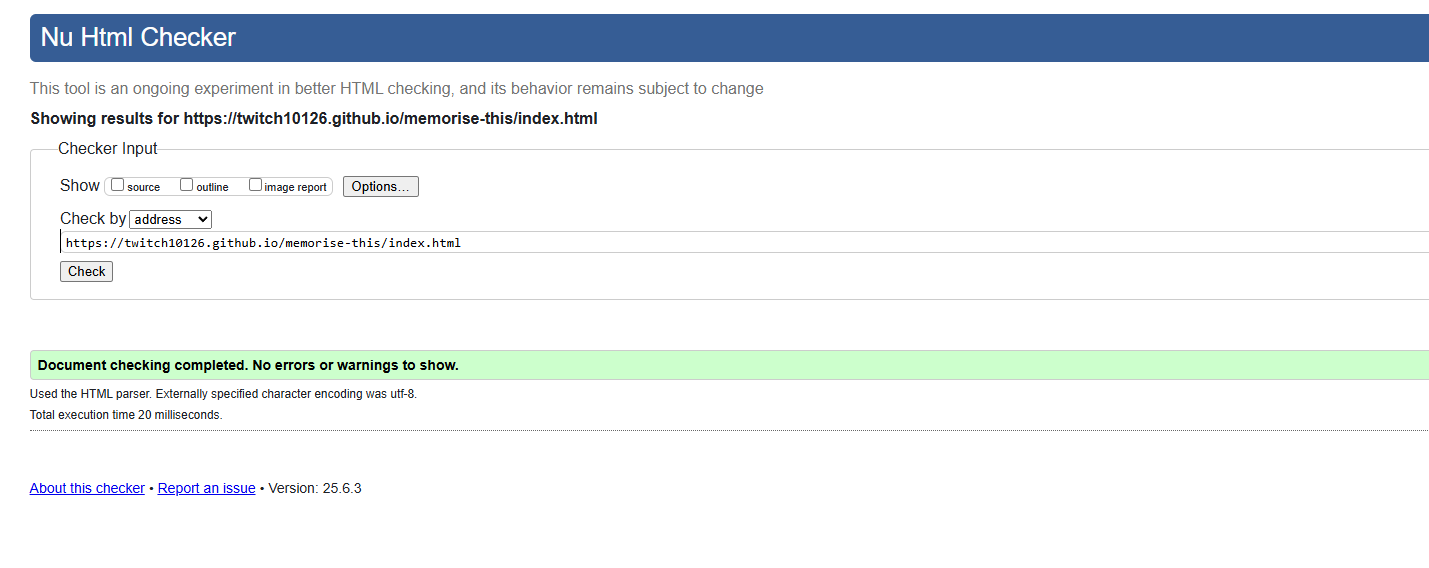 Nu Html Checker
This tool is an ongoing experiment in better HTML checking, and its behavior remains subject to change
Showing results for https://twitch10126.github.io/memorise-this/index.html
Checker Input
Show source outline image report Options...
Check by address
https://twitch10126.github.io/memorise-this/index.html
Check
Document checking completed. No errors or warnings to show.
Used the HTML parser. Externally specified character encoding was utf-8.
Total execution time 20 milliseconds.
About this checker • Report an issue • Version: 25.6.3